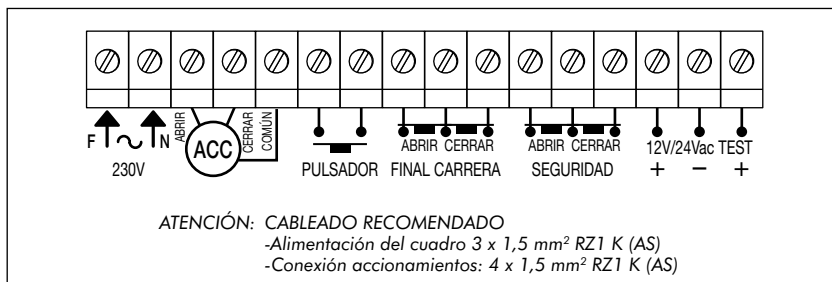 F N ABRIR ACC CERRAR COMÚN
230V
PULSADOR
ABRIR CERRAR
FINAL CARRERA
ABRIR CERRAR
SEGURIDAD
12V/24Vac TEST
+ − +
ATENCIÓN: CABLEADO RECOMENDADO
-Alimentación del cuadro 3 x 1,5 mm² RZ1 K (AS)
-Conexión accionamientos: 4 x 1,5 mm² RZ1 K (AS)